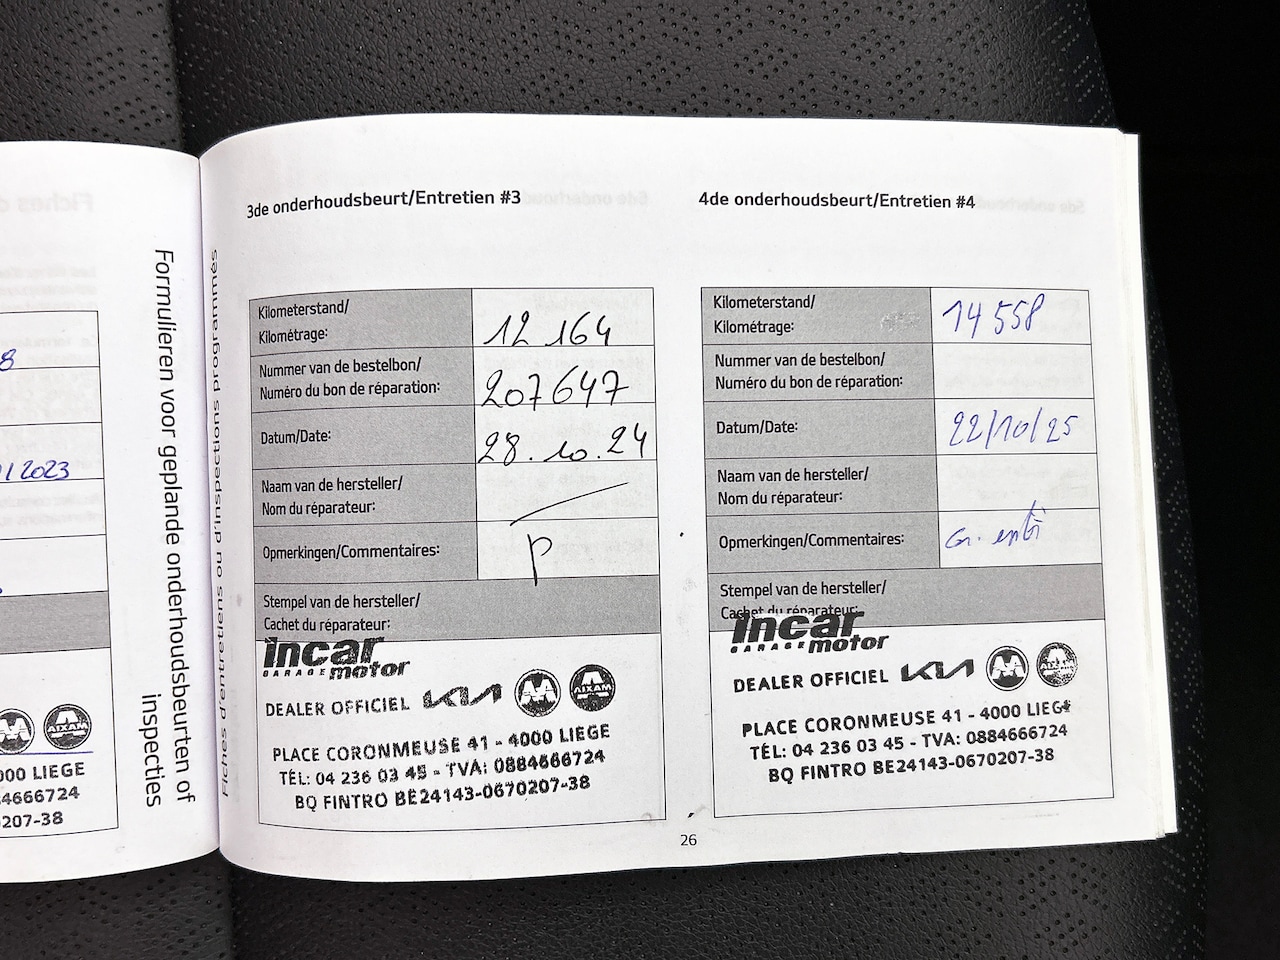 8
/2023
000 LIEGE
4666724
207-38
Formulieren voor geplande onderhoudsbeurten of
inspecties
Fiches d'entretiens ou d'inspections programmés
3de onderhoudsbeurt/Entretien #3
Kilometerstand/
Kilométrage:
12 164
Nummer van de bestelbon/
Numéro du bon de réparation:
207647
Datum/Date:
28.10.24
Naam van de hersteller/
Nom du réparateur:
Opmerkingen/Commentaires:
P
Stempel van de hersteller/
Cachet du réparateur:
incar
GARAGE motor
DEALER OFFICIEL KIA AIXAM
PLACE CORONMEUSE 41 - 4000 LIEGE
TÉL: 04 236 03 45 - TVA: 0884666724
BQ FINTRO BE24143-0670207-38
4de onderhoudsbeurt/Entretien #4
Kilometerstand/
Kilométrage:
14 558
Nummer van de bestelbon/
Numéro du bon de réparation:
Datum/Date:
22/10/25
Naam van de hersteller/
Nom du réparateur:
Opmerkingen/Commentaires:
Stempel van de hersteller/
Cachet du réparateur:
incar
GARAGE motor
DEALER OFFICIEL KIA AIXAM
PLACE CORONMEUSE 41 - 4000 LIEGE
TÉL: 04 236 03 45 - TVA: 0884666724
BQ FINTRO BE24143-0670207-38
26